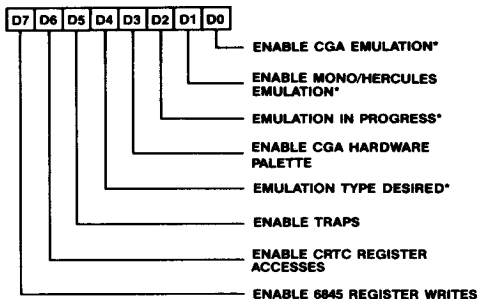 D7 D6 D5 D4 D3 D2 D1 D0
ENABLE CGA EMULATION*
ENABLE MONO/HERCULES
EMULATION*
EMULATION IN PROGRESS*
ENABLE CGA HARDWARE
PALETTE
EMULATION TYPE DESIRED*
ENABLE TRAPS
ENABLE CRTC REGISTER
ACCESSES
ENABLE 6845 REGISTER WRITES